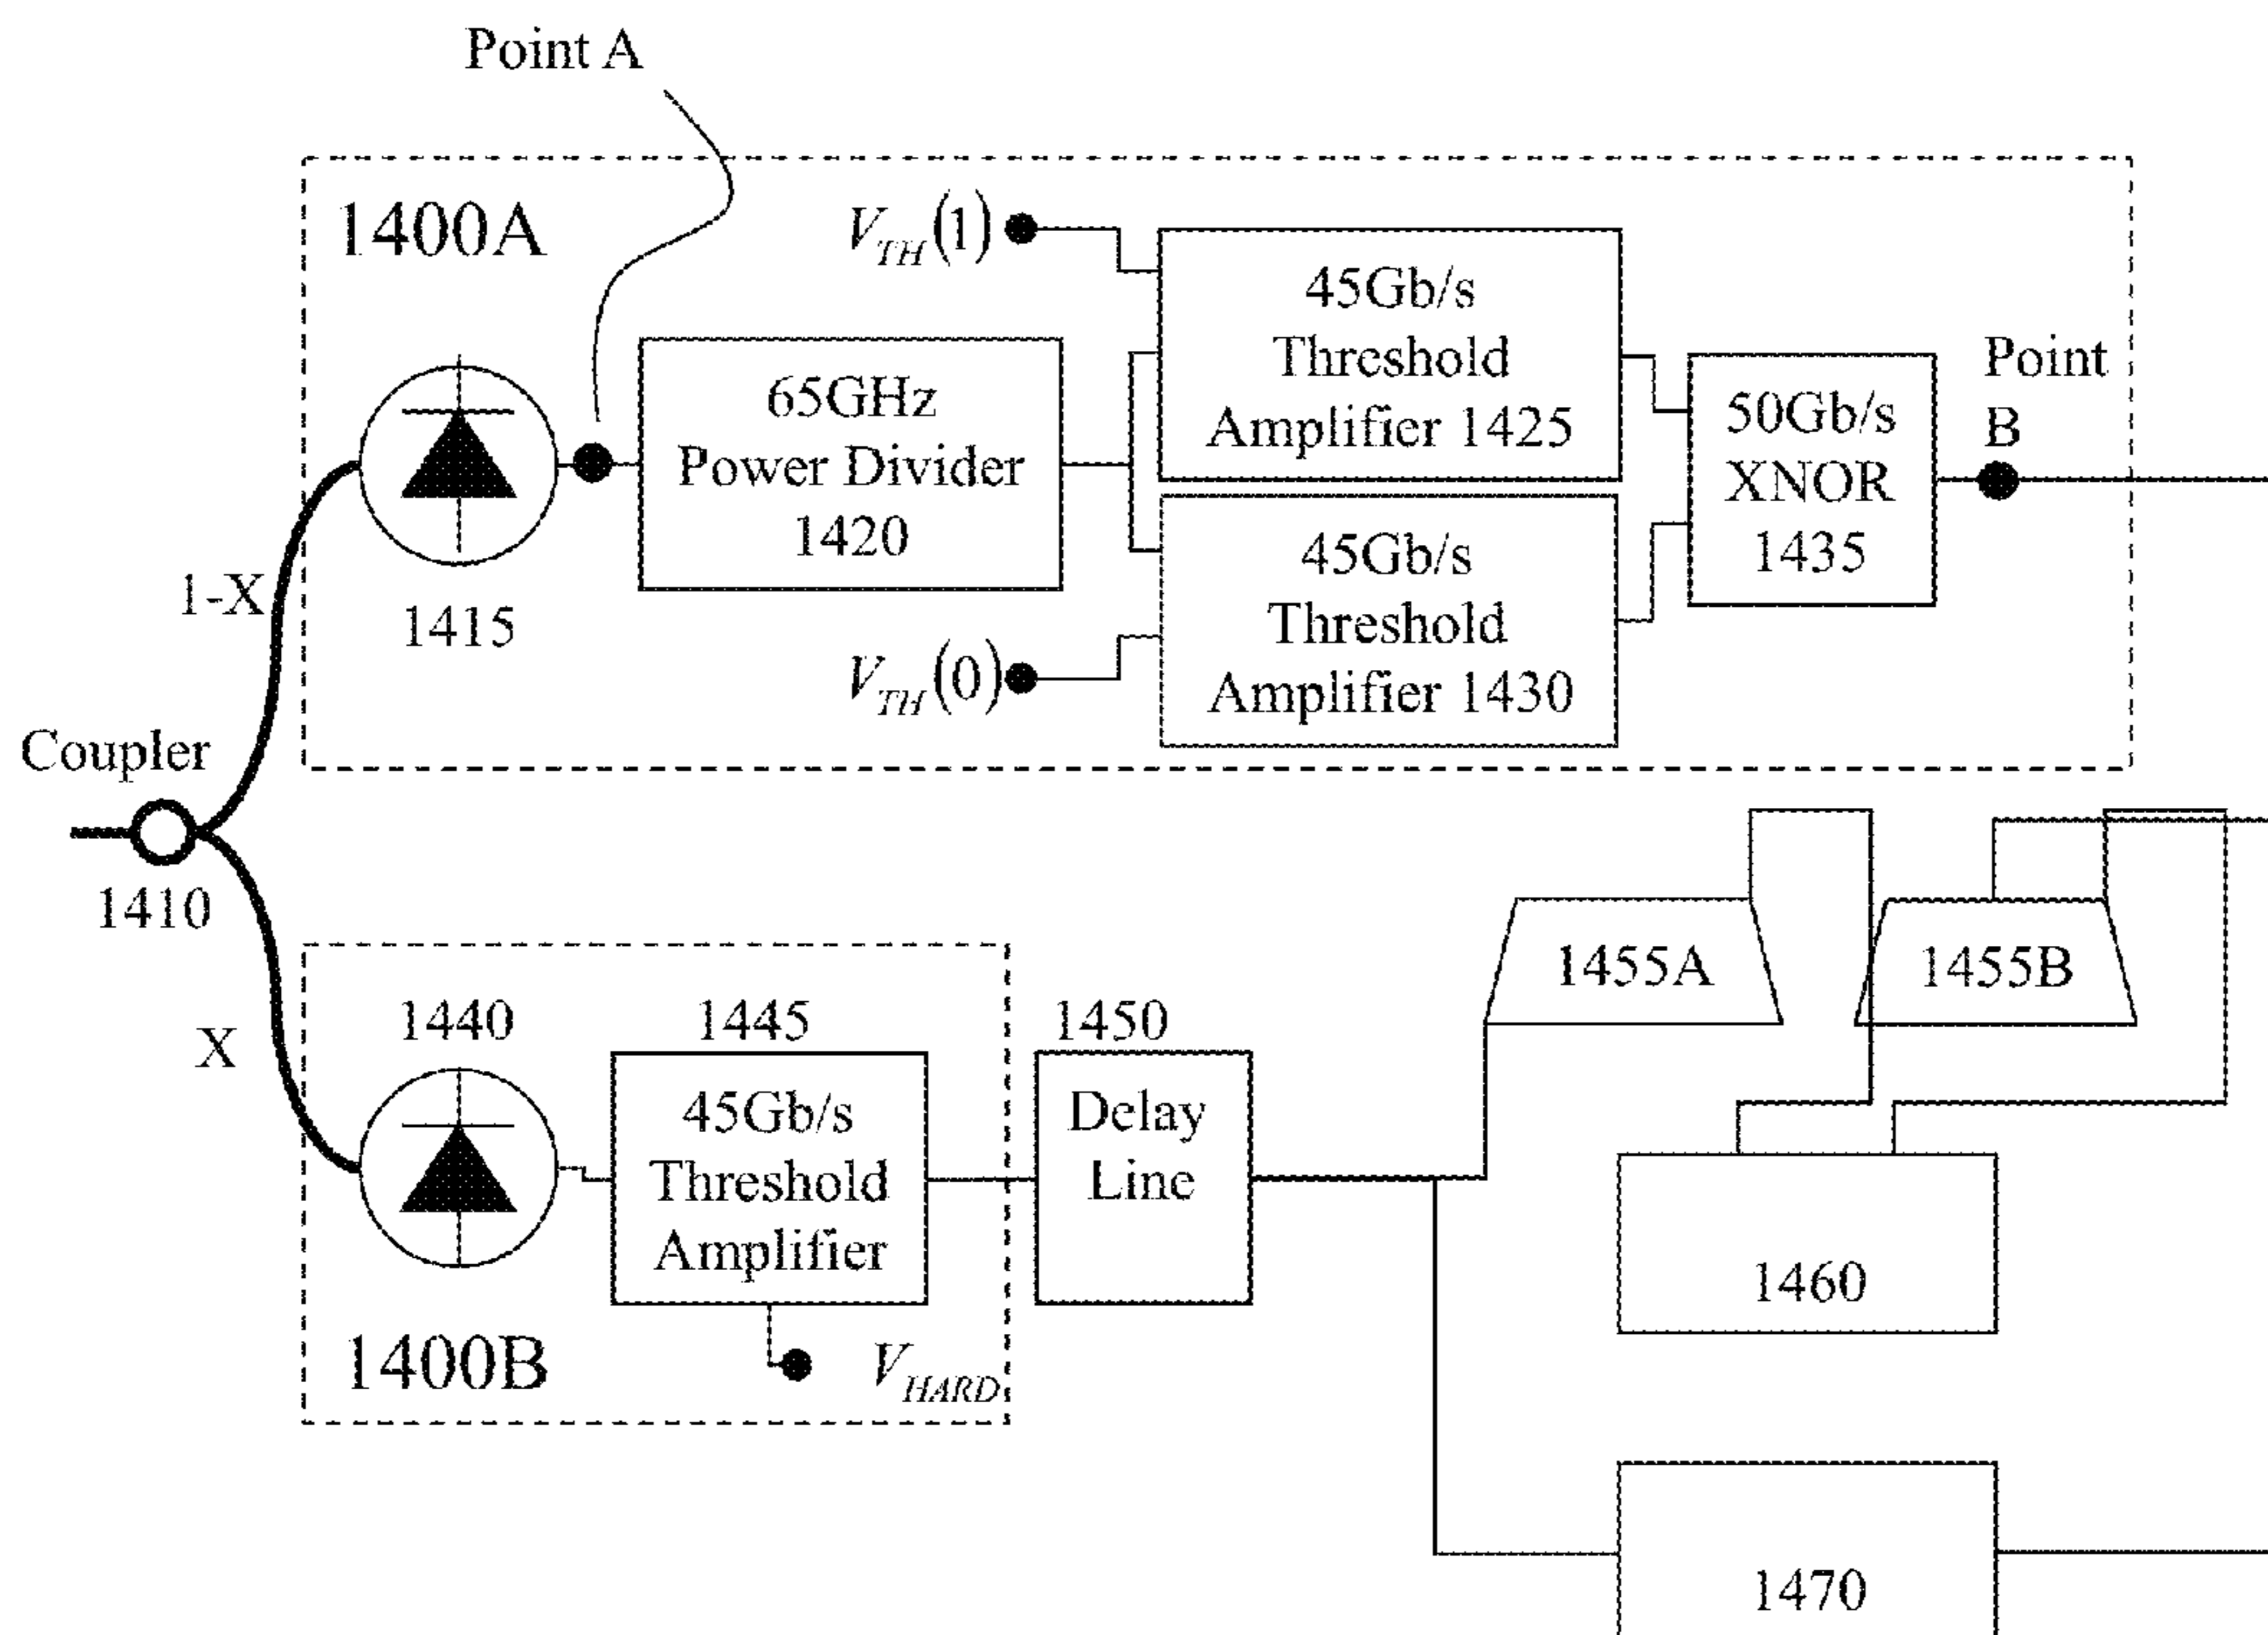 Point A
1400A
V_TH(1)
45Gb/s
Threshold
Amplifier 1425
65GHz
Power Divider
1420
50Gb/s
XNOR
1435
Point
B
1415
1-X
V_TH(0)
45Gb/s
Threshold
Amplifier 1430
Coupler
1410
X
1440
1445
1450
45Gb/s
Threshold
Amplifier
Delay
Line
1400B
V_HARD
1455A
1455B
1460
1470